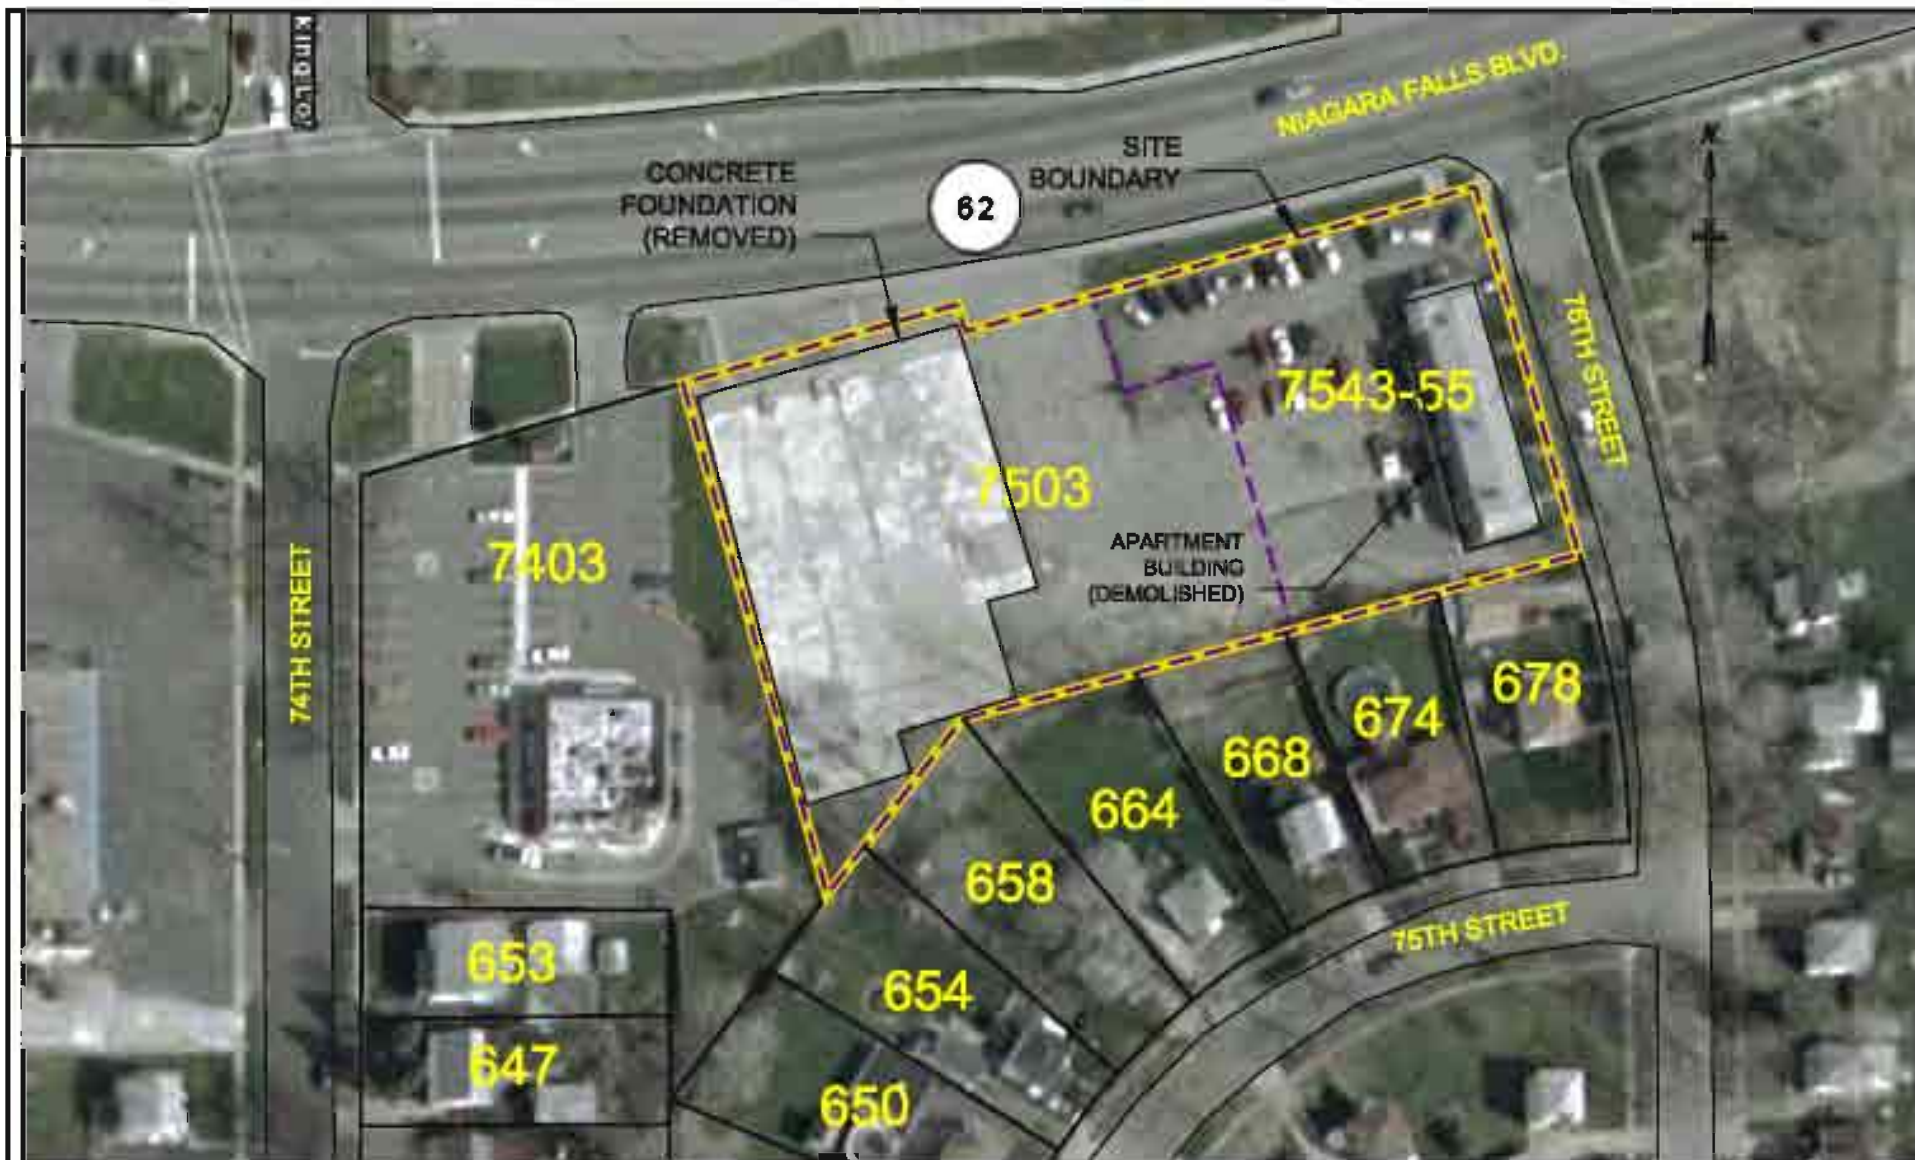 NIAGARA FALLS BLVD.
SITE
BOUNDARY
CONCRETE
FOUNDATION
(REMOVED)
62
N
76TH STREET
7543-55
7503
APARTMENT
BUILDING
(DEMOLISHED)
7403
74TH STREET
678
674
668
664
658
654
650
653
647
75TH STREET